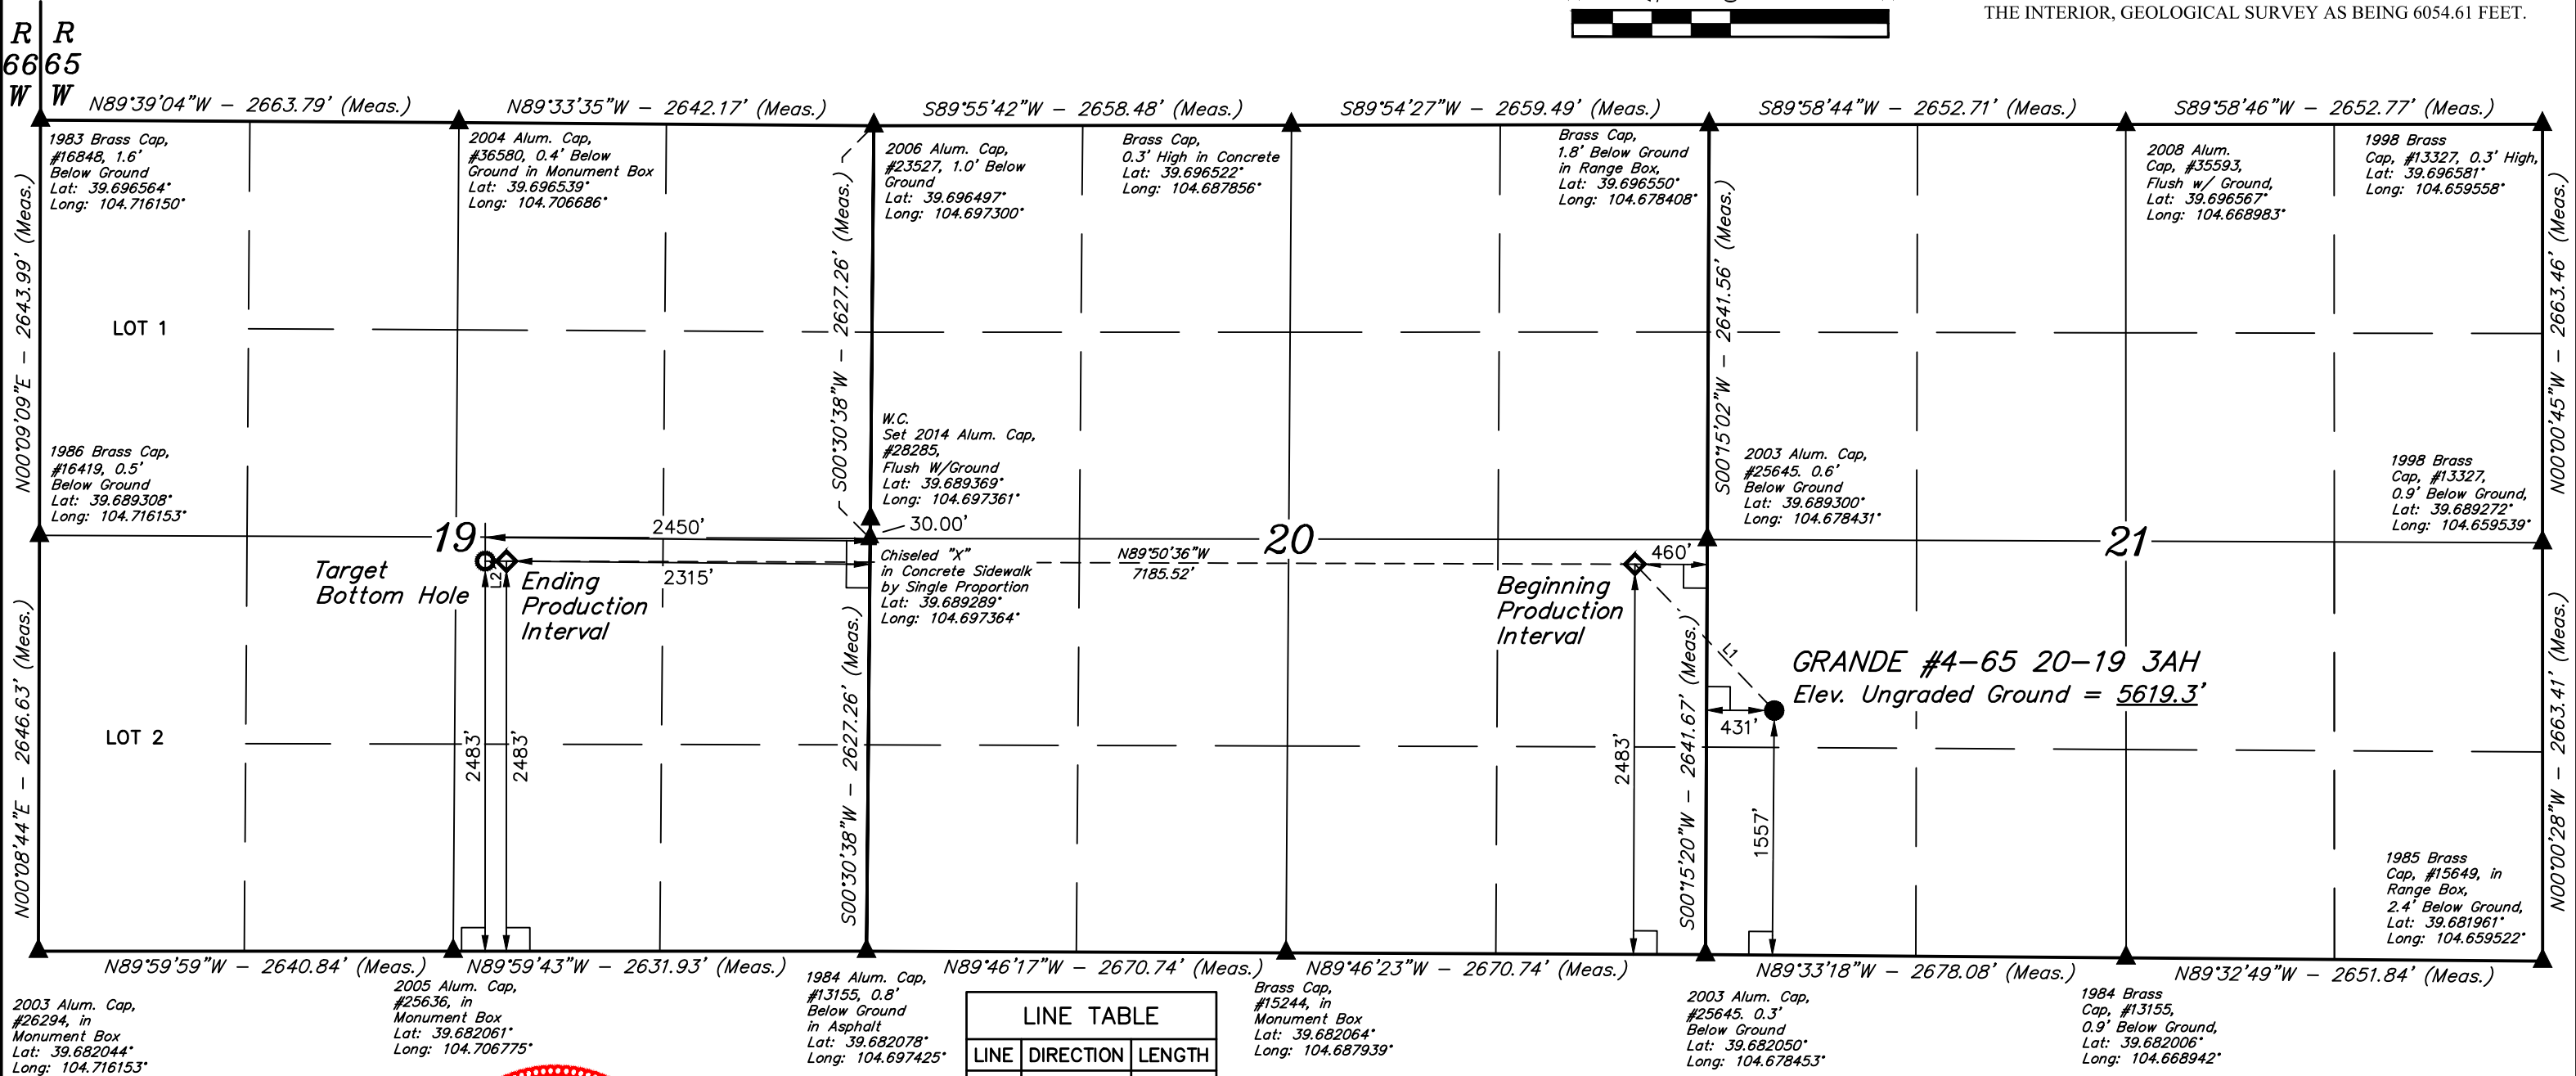 THE INTERIOR, GEOLOGICAL SURVEY AS BEING 6054.61 FEET.
R R
66 65
W W
N89°39'04"W - 2663.79' (Meas.)
N89°33'35"W - 2642.17' (Meas.)
S89°55'42"W - 2658.48' (Meas.)
S89°54'27"W - 2659.49' (Meas.)
S89°58'44"W - 2652.71' (Meas.)
S89°58'46"W - 2652.77' (Meas.)
1983 Brass Cap,
#16848, 1.6'
Below Ground
Lat: 39.696564°
Long: 104.716150°
2004 Alum. Cap,
#36580, 0.4' Below
Ground in Monument Box
Lat: 39.696539°
Long: 104.706686°
2006 Alum. Cap,
#23527, 1.0' Below
Ground
Lat: 39.696497°
Long: 104.697300°
Brass Cap,
0.3' High in Concrete
Lat: 39.696522°
Long: 104.687856°
Brass Cap,
1.8' Below Ground
in Range Box,
Lat: 39.696550°
Long: 104.678408°
2008 Alum.
Cap, #35593,
Flush w/ Ground,
Lat: 39.696567°
Long: 104.668983°
1998 Brass
Cap, #13327, 0.3' High,
Lat: 39.696581°
Long: 104.659558°
N00°09'09"E - 2643.99' (Meas.)
S00°30'38"W - 2627.26' (Meas.)
S00°15'02"W - 2641.56' (Meas.)
N00°00'45"W - 2663.46' (Meas.)
LOT 1
1986 Brass Cap,
#16419, 0.5'
Below Ground
Lat: 39.689308°
Long: 104.716153°
W.C.
Set 2014 Alum. Cap,
#28285,
Flush W/Ground
Lat: 39.689369°
Long: 104.697361°
2003 Alum. Cap,
#25645. 0.6'
Below Ground
Lat: 39.689300°
Long: 104.678431°
1998 Brass
Cap, #13327,
0.9' Below Ground,
Lat: 39.689272°
Long: 104.659539°
19
2450'
30.00'
20
21
Target
Bottom Hole
L2
Ending
Production
Interval
2315'
Chiseled "X"
in Concrete Sidewalk
by Single Proportion
Lat: 39.689289°
Long: 104.697364°
N89°50'36"W
7185.52'
Beginning
Production
Interval
460'
L1
GRANDE #4-65 20-19 3AH
Elev. Ungraded Ground = 5619.3'
431'
N00°08'44"E - 2646.63' (Meas.)
LOT 2
2483'
2483'
S00°30'38"W - 2627.26' (Meas.)
2483'
S00°15'20"W - 2641.67' (Meas.)
1557'
N00°00'28"W - 2663.41' (Meas.)
1985 Brass
Cap, #15649, in
Range Box,
2.4' Below Ground,
Lat: 39.681961°
Long: 104.659522°
N89°59'59"W - 2640.84' (Meas.)
N89°59'43"W - 2631.93' (Meas.)
N89°46'17"W - 2670.74' (Meas.)
N89°46'23"W - 2670.74' (Meas.)
N89°33'18"W - 2678.08' (Meas.)
N89°32'49"W - 2651.84' (Meas.)
2003 Alum. Cap,
#26294, in
Monument Box
Lat: 39.682044°
Long: 104.716153°
2005 Alum. Cap,
#25636, in
Monument Box
Lat: 39.682061°
Long: 104.706775°
1984 Alum. Cap,
#13155, 0.8'
Below Ground
in Asphalt
Lat: 39.682078°
Long: 104.697425°
LINE TABLE
LINE DIRECTION LENGTH
Brass Cap,
#15244, in
Monument Box
Lat: 39.682064°
Long: 104.687939°
2003 Alum. Cap,
#25645. 0.3'
Below Ground
Lat: 39.682050°
Long: 104.678453°
1984 Brass
Cap, #13155,
0.9' Below Ground,
Lat: 39.682006°
Long: 104.668942°